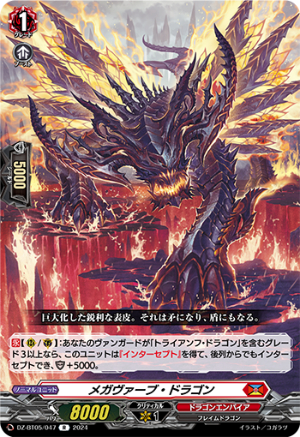 1
グレード
ブースト
5000
シールド
巨大化した鋭利な表皮。それは矛になり、盾にもなる。
【永】【(R)】:あなたのヴァンガードが「トライアンフ・ドラゴン」を含むグレード３以上なら、このユニットは『インターセプト』を得て、後列からでもインターセプトでき、+5000。
ノーマルユニット
メガヴァーブ・ドラゴン
パワー
8000
クリティカル
1
ドラゴンエンパイア
フレイムドラゴン
DZ-BT05/047 R 2024
イラスト/コガラツ